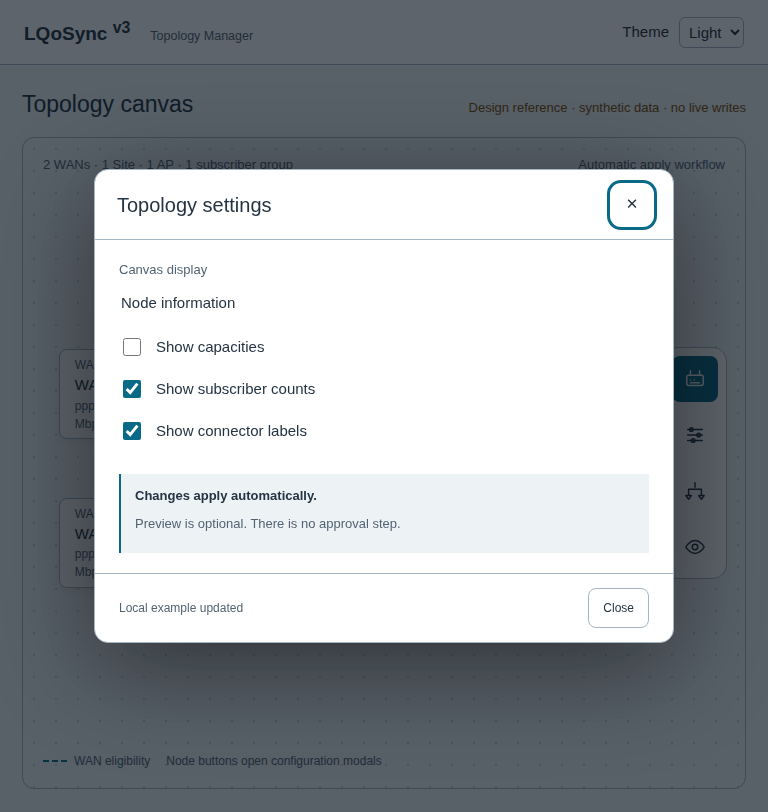 LQoSync v3
Topology Manager
Theme
Light
Topology canvas
Design reference · synthetic data · no live writes
2 WANs · 1 Site · 1 AP · 1 subscriber group
Automatic apply workflow
Topology settings
×
Canvas display
Node information
Show capacities
Show subscriber counts
Show connector labels
Changes apply automatically.
Preview is optional. There is no approval step.
Local example updated
Close
WAN eligibility
Node buttons open configuration modals